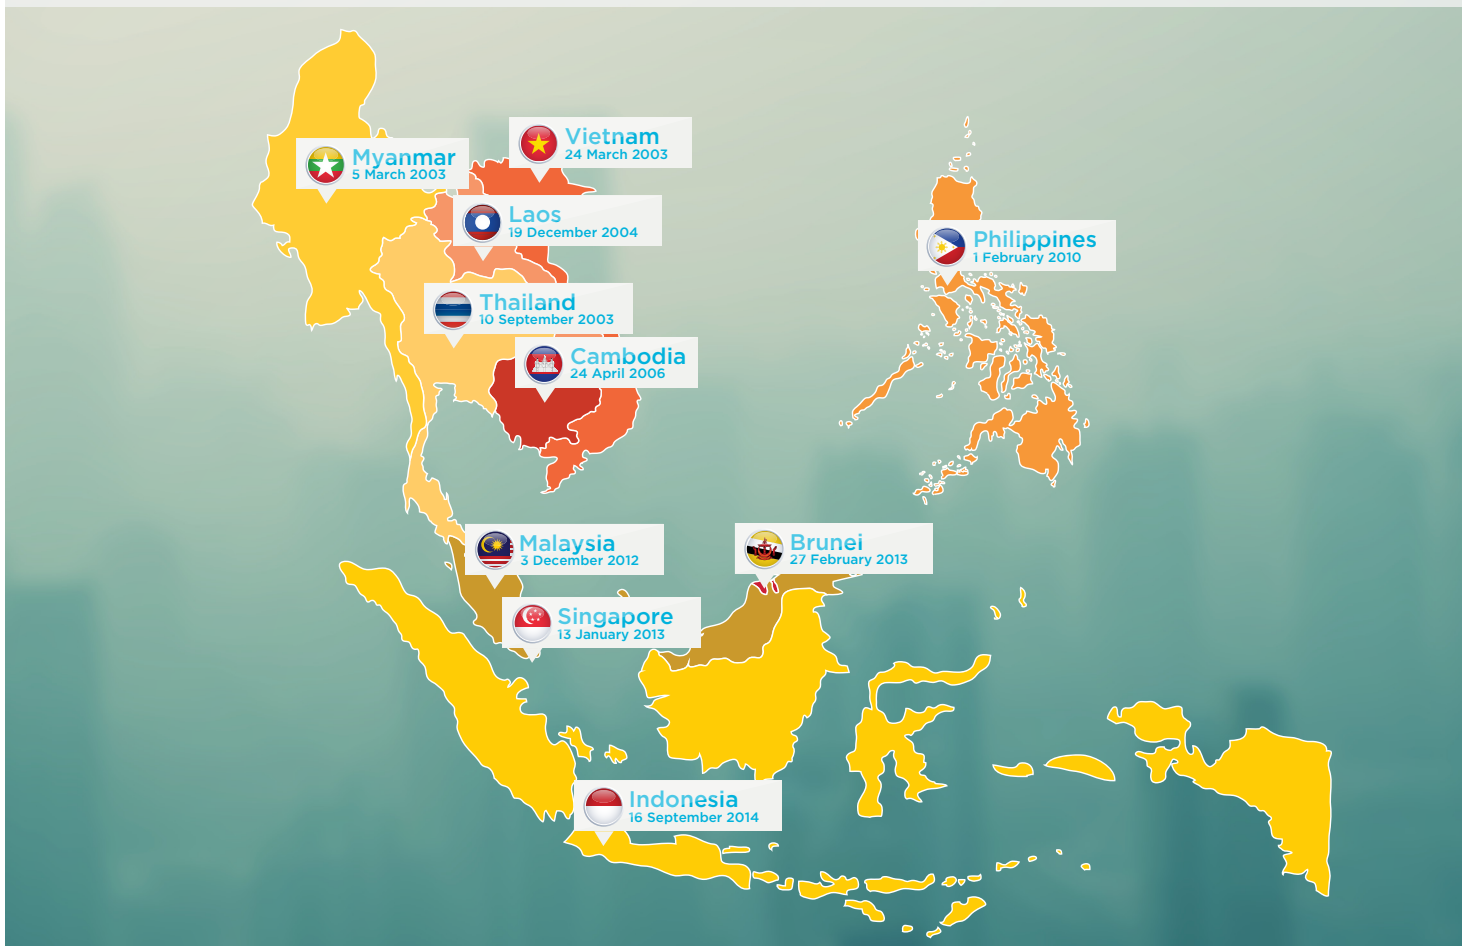 Vietnam
24 March 2003
Myanmar
5 March 2003
Laos
19 December 2004
Philippines
1 February 2010
Thailand
10 September 2003
Cambodia
24 April 2006
Malaysia
3 December 2012
Brunei
27 February 2013
Singapore
13 January 2013
Indonesia
16 September 2014